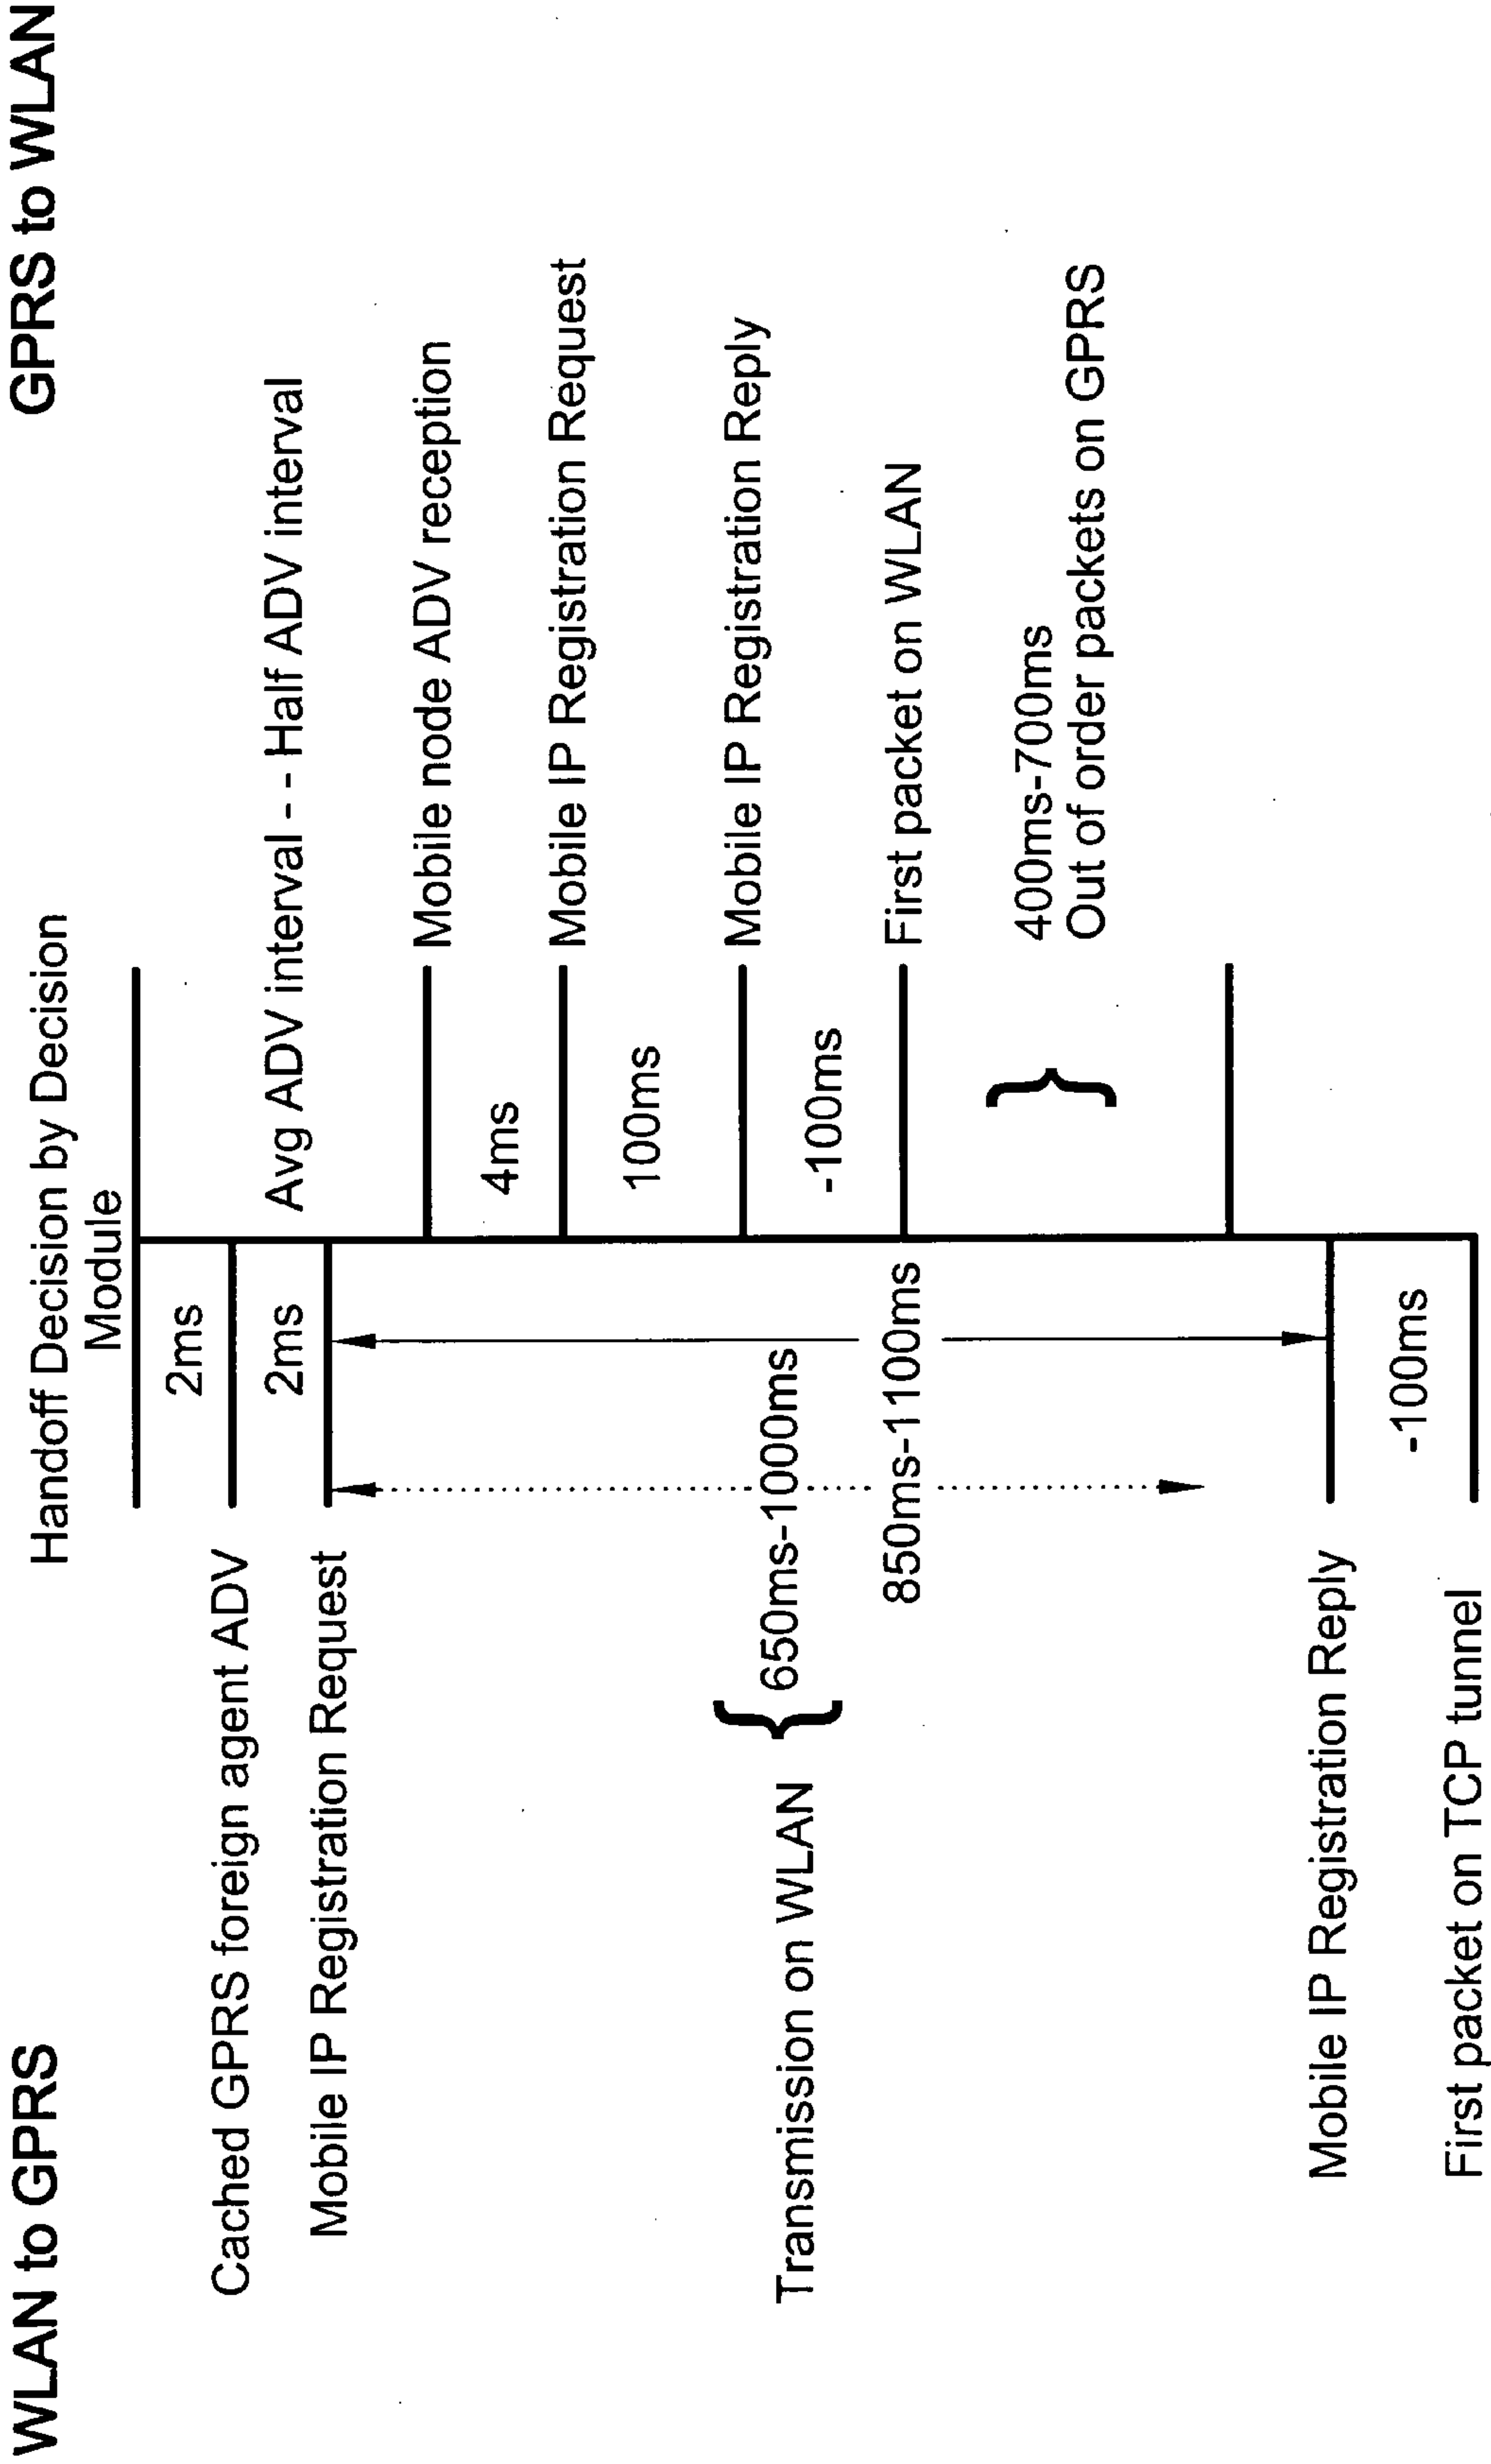 WLAN to GPRS
GPRS to WLAN
Handoff Decision by Decision
Module
2ms
Cached GPRS foreign agent ADV
2ms
Avg ADV interval - - Half ADV interval
Mobile IP Registration Request
Mobile node ADV reception
4ms
Mobile IP Registration Request
100ms
Mobile IP Registration Reply
Transmission on WLAN
650ms-1000ms
-100ms
850ms-1100ms
First packet on WLAN
400ms-700ms
Out of order packets on GPRS
Mobile IP Registration Reply
-100ms
First packet on TCP tunnel